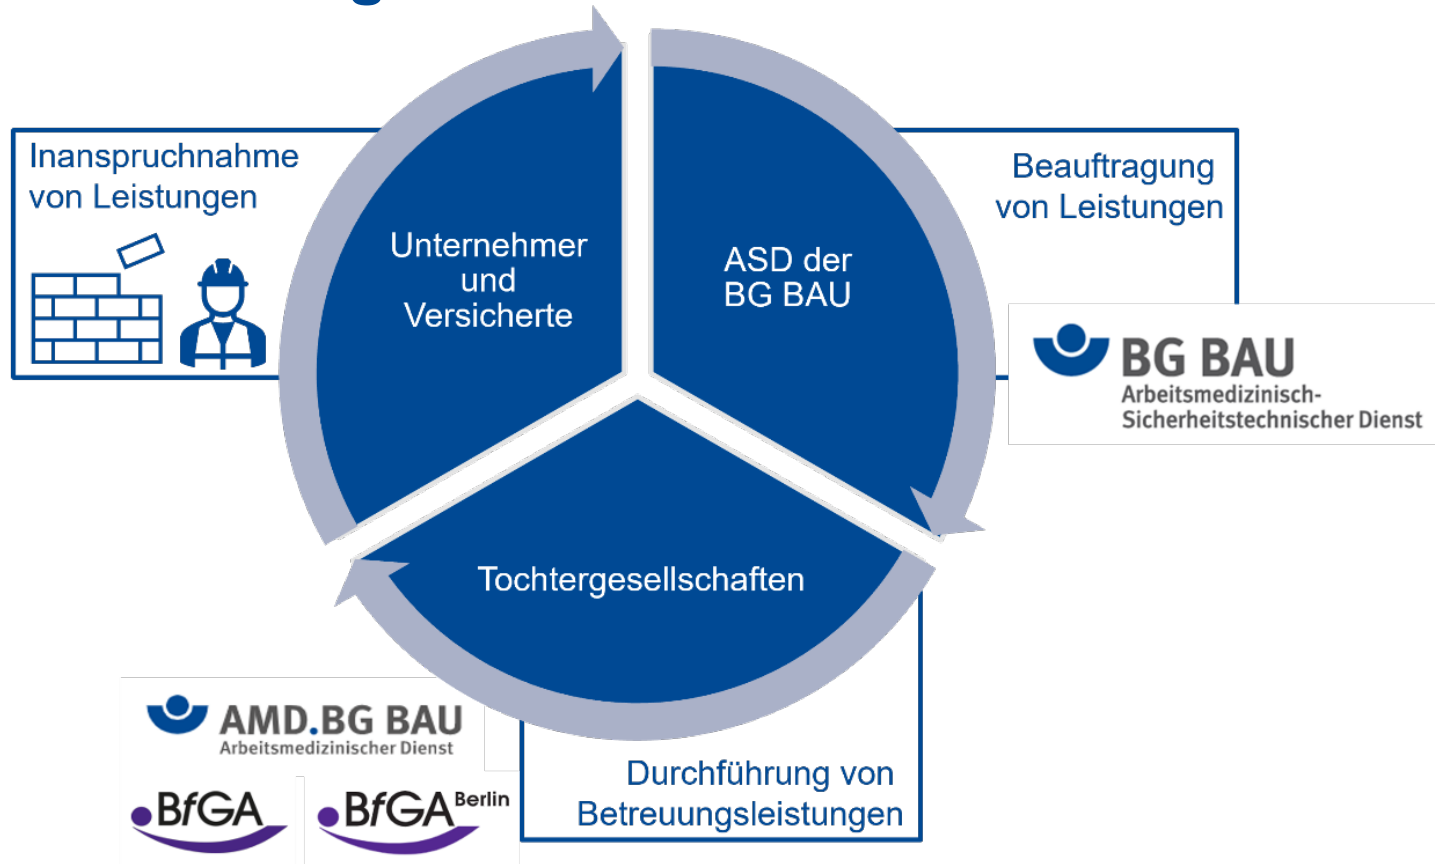 Inanspruchnahme
von Leistungen
Unternehmer
und
Versicherte
ASD der
BG BAU
Beauftragung
von Leistungen
BG BAU
Arbeitsmedizinisch-
Sicherheitstechnischer Dienst
Tochtergesellschaften
AMD.BG BAU
Arbeitsmedizinischer Dienst
BfGA
BfGA Berlin
Durchführung von
Betreuungsleistungen